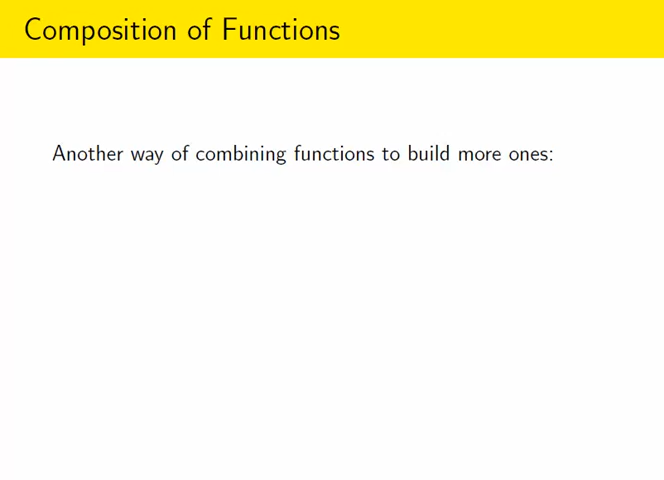 Composition of Functions
Another way of combining functions to build more ones: